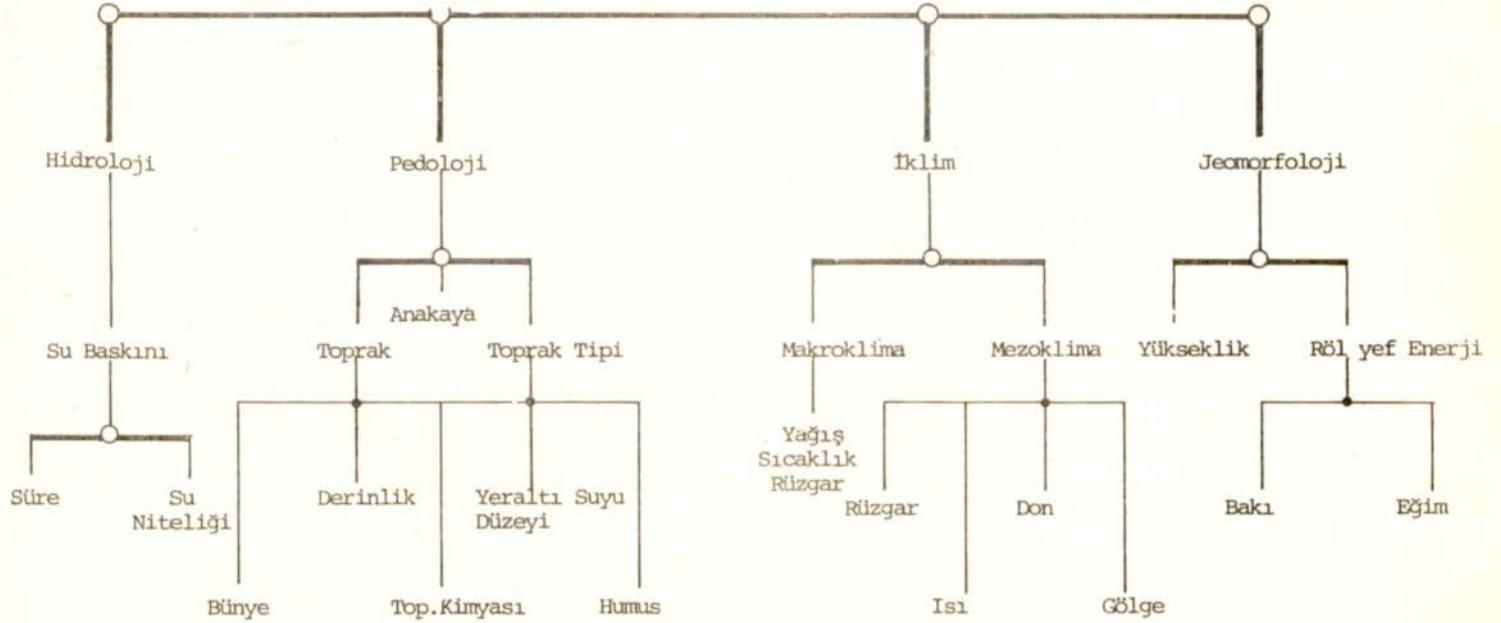 Hidroloji
Pedoloji
İklim
Jeomorfoloji
Anakaya
Su Baskını
Toprak
Toprak Tipi
Makroklima
Mezoklima
Yükseklik
Röl yef Enerji
Yağış
Sıcaklık
Rüzgar
Süre
Su
Niteliği
Derinlik
Yeraltı Suyu
Düzeyi
Rüzgar
Don
Bakı
Eğim
Bünye
Top.Kimyası
Humus
Isı
Gölge